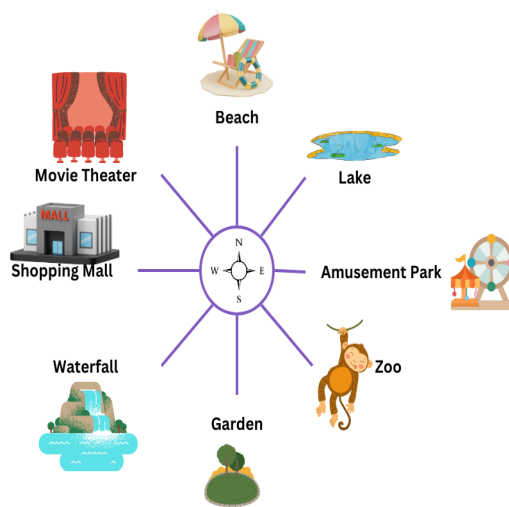 Beach
Movie Theater
Lake
MALL
Shopping Mall
N
W E
S
Amusement Park
Waterfall
Zoo
Garden